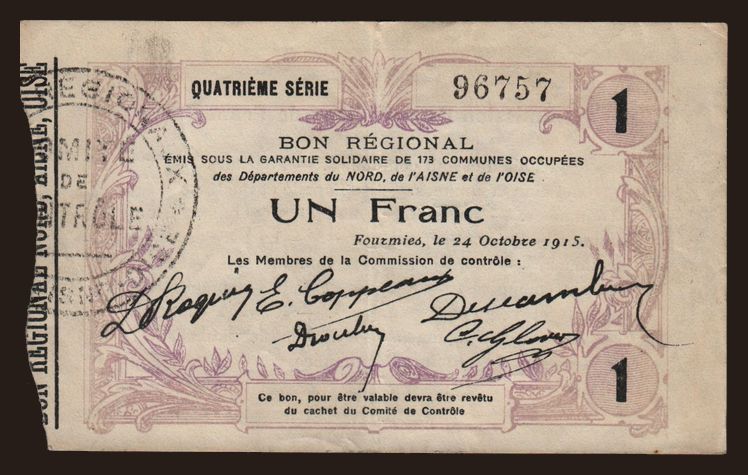 QUATRIÈME SÉRIE
96757
1
BON RÉGIONAL
ÉMIS SOUS LA GARANTIE SOLIDAIRE DE 173 COMMUNES OCCUPÉES
des Départements du NORD, de l'AISNE et de l'OISE
UN Franc
Fourmies, le 24 Octobre 1915.
Les Membres de la Commission de contrôle :
E. Coppeaux
1
Ce bon, pour être valable devra être revêtu
du cachet du Comité de Contrôle
BON RÉGIONAL NORD, AISNE, OISE
DE